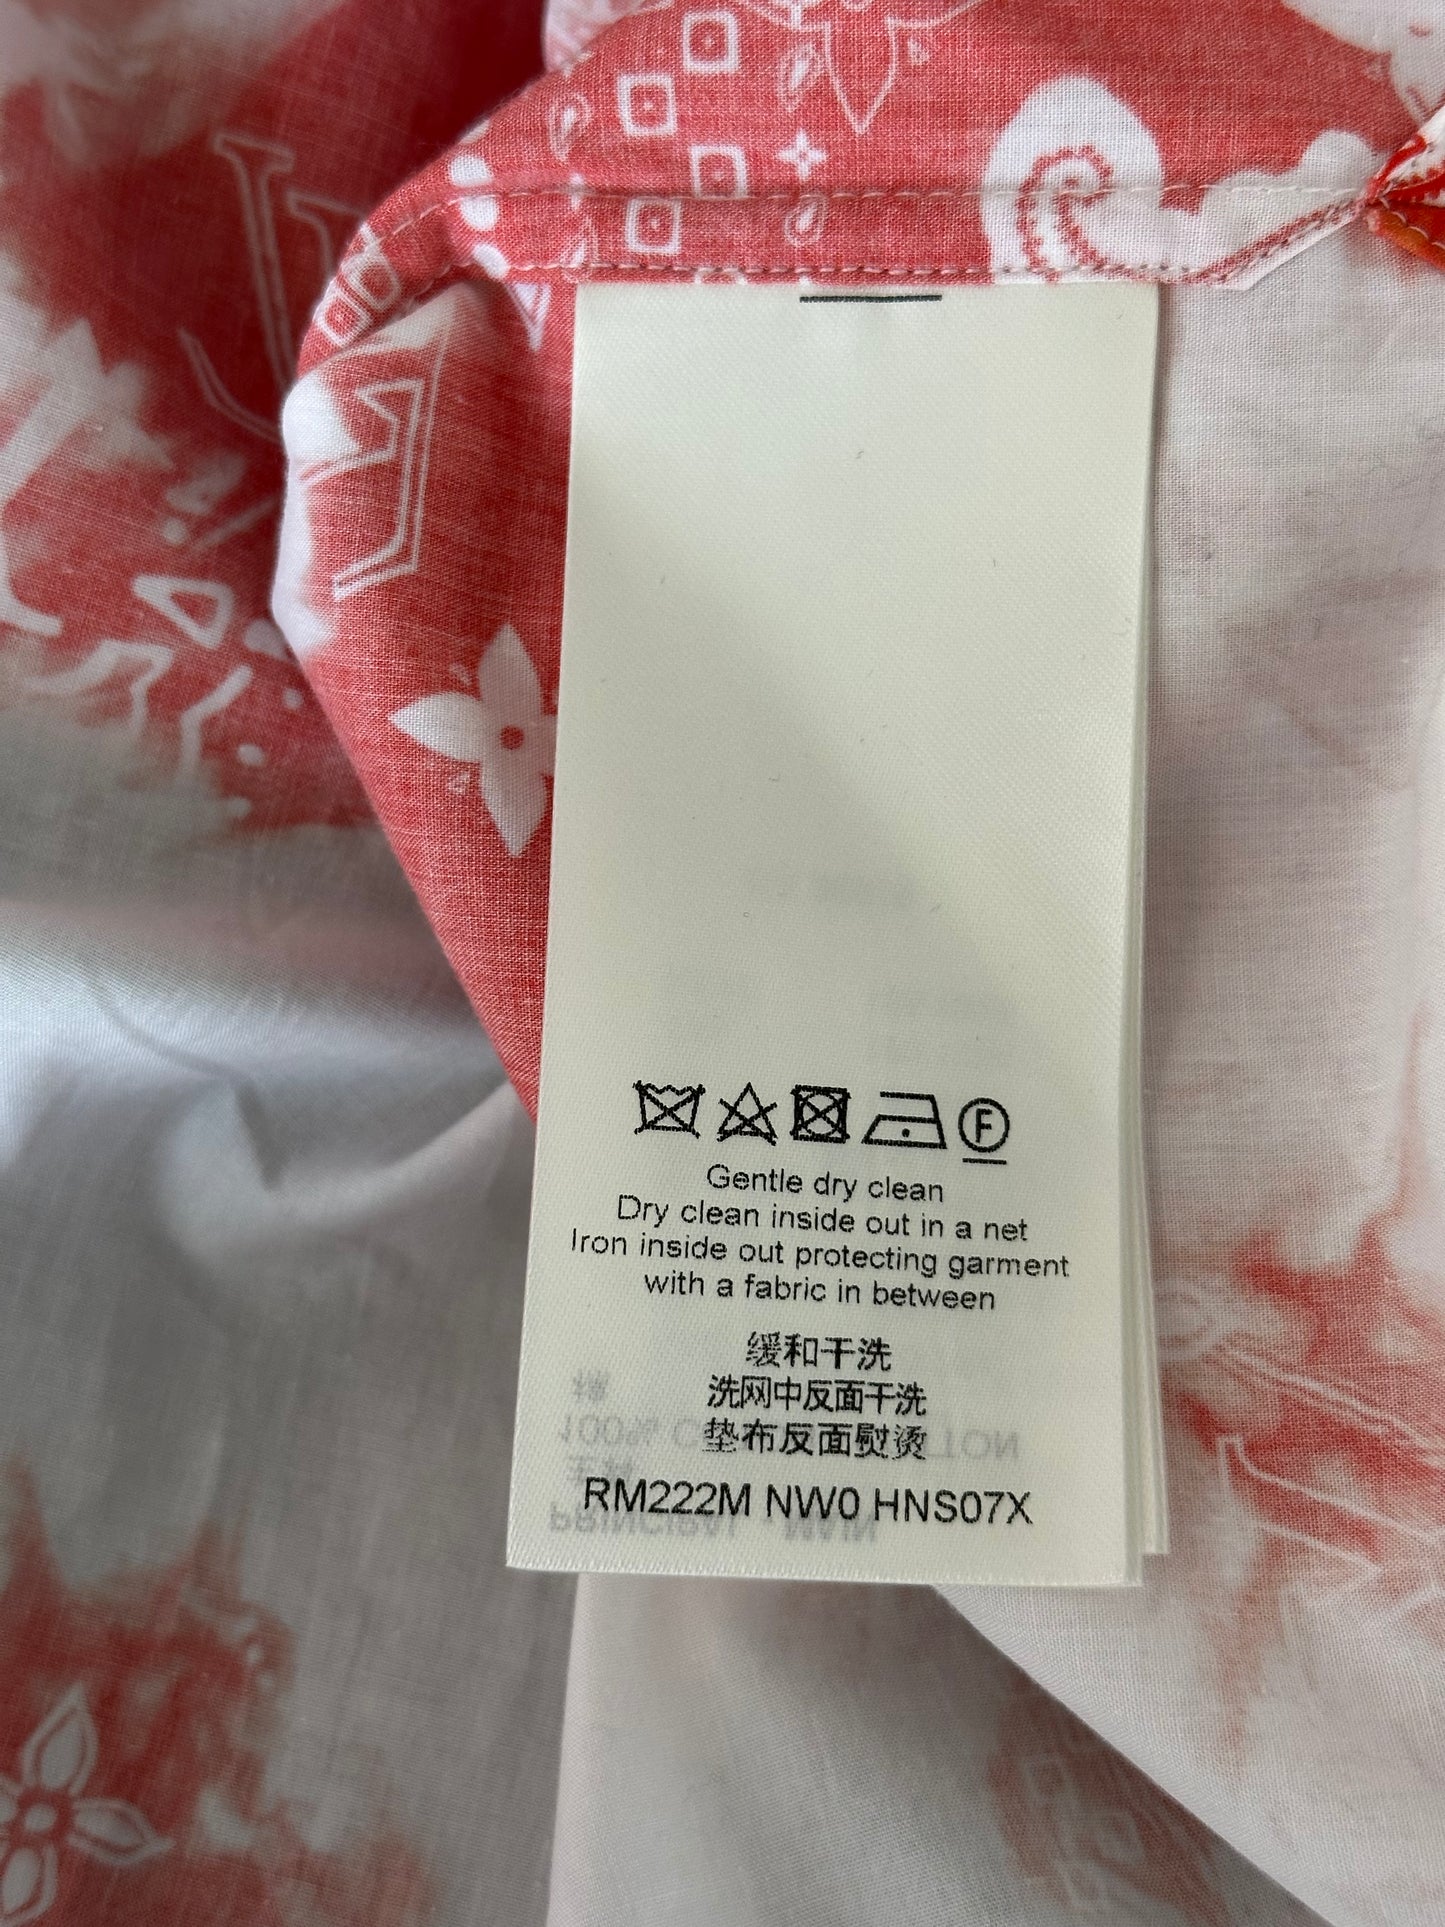 F
Gentle dry clean
Dry clean inside out in a net
Iron inside out protecting garment
with a fabric in between
缓和干洗
洗网中反面干洗
垫布反面熨烫
RM222M NW0 HNS07X